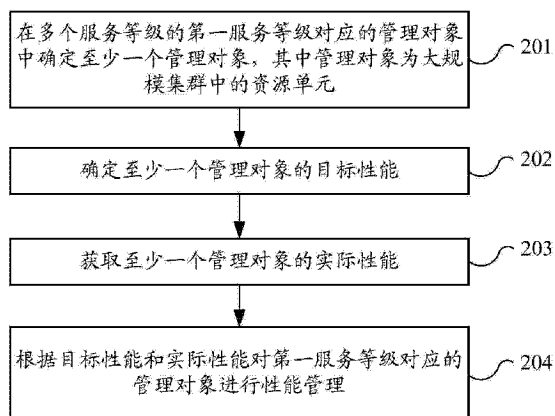 在多个服务等级的第一服务等级对应的管理对象
中确定至少一个管理对象，其中管理对象为大规
模集群中的资源单元
201
确定至少一个管理对象的目标性能
202
获取至少一个管理对象的实际性能
203
根据目标性能和实际性能对第一服务等级对应的
管理对象进行性能管理
204